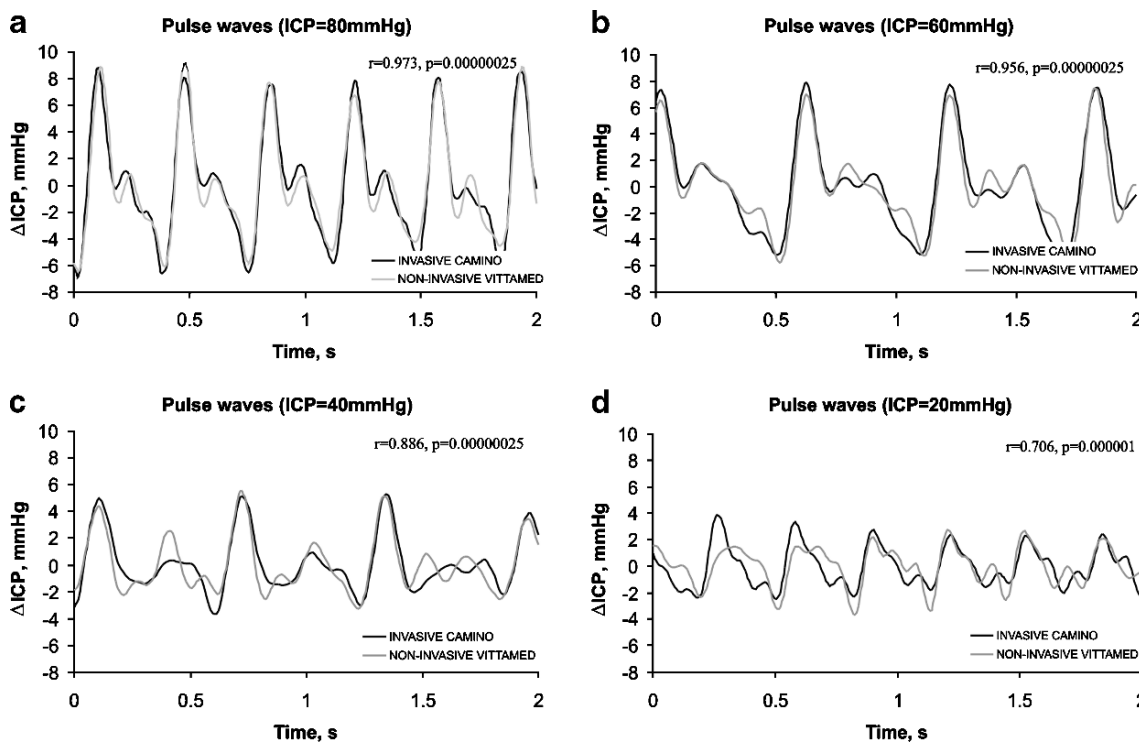 a
Pulse waves (ICP=80mmHg)
r=0.973, p=0.00000025
10
8
6
4
2
0
-2
-4
-6
-8
ΔICP, mmHg
INVASIVE CAMINO
NON-INVASIVE VITTAMED
0 0.5 1 1.5 2
Time, s
b
Pulse waves (ICP=60mmHg)
r=0.956, p=0.00000025
10
8
6
4
2
0
-2
-4
-6
-8
ΔICP, mmHg
INVASIVE CAMINO
NON-INVASIVE VITTAMED
0 0.5 1 1.5 2
Time, s
c
Pulse waves (ICP=40mmHg)
r=0.886, p=0.00000025
10
8
6
4
2
0
-2
-4
-6
-8
ΔICP, mmHg
INVASIVE CAMINO
NON-INVASIVE VITTAMED
0 0.5 1 1.5 2
Time, s
d
Pulse waves (ICP=20mmHg)
r=0.706, p=0.000001
10
8
6
4
2
0
-2
-4
-6
-8
ΔICP, mmHg
INVASIVE CAMINO
NON-INVASIVE VITTAMED
0 0.5 1 1.5 2
Time, s